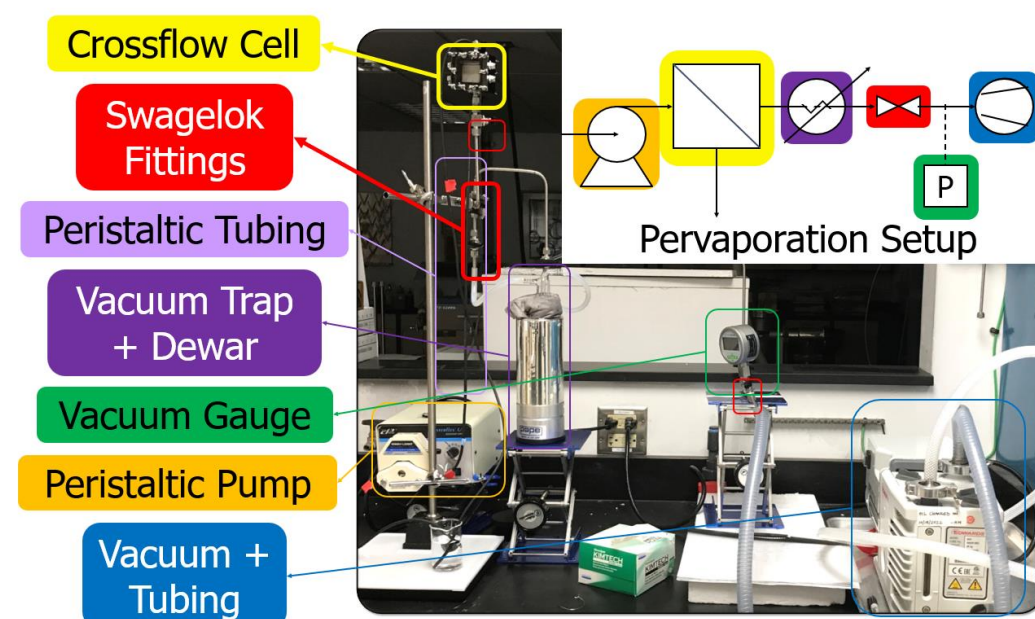 Crossflow Cell
Swagelok
Fittings
Peristaltic Tubing
Vacuum Trap
+ Dewar
Vacuum Gauge
Peristaltic Pump
Vacuum +
Tubing
P
Pervaporation Setup
KIMTECH